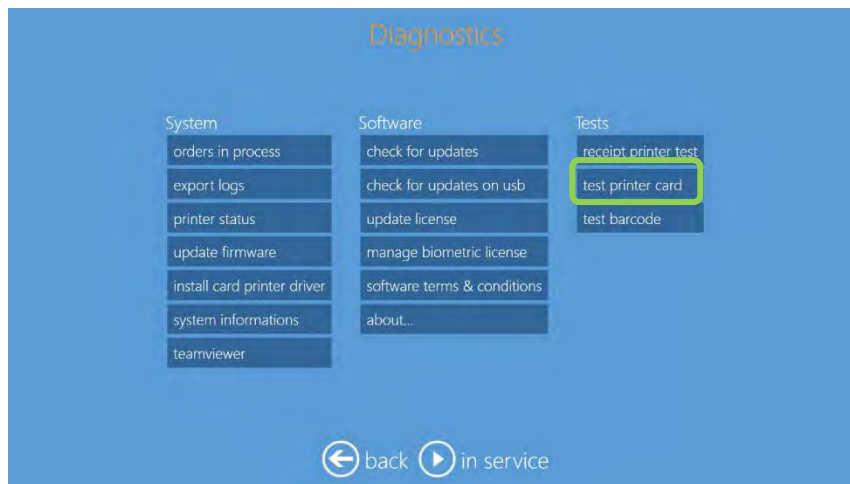 Diagnostics
System
orders in process
export logs
printer status
update firmware
install card printer driver
system informations
teamviewer
Software
check for updates
check for updates on usb
update license
manage biometric license
software terms & conditions
about...
Tests
receipt printer test
test printer card
test barcode
back
in service